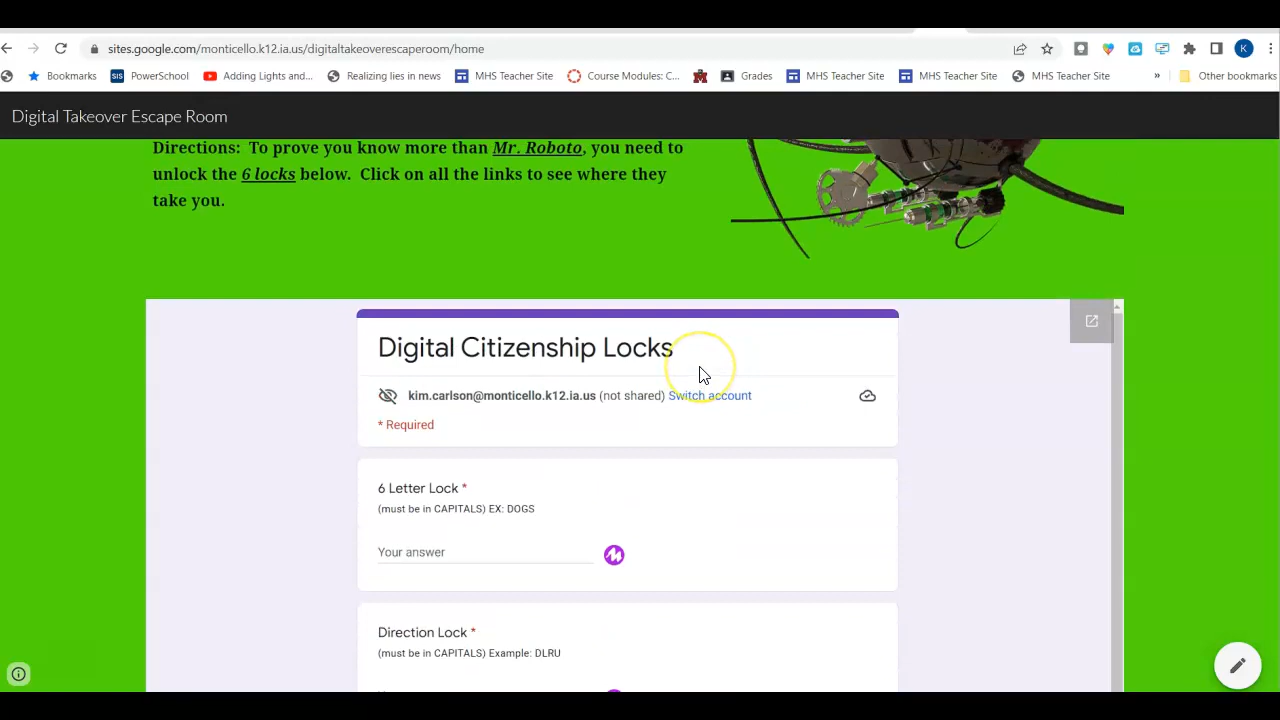 sites.google.com/monticello.k12.ia.us/digitaltakeoverescaperoom/home
K
Bookmarks SIS PowerSchool Adding Lights and... Realizing lies in news MHS Teacher Site Course Modules: C... Grades MHS Teacher Site MHS Teacher Site MHS Teacher Site » Other bookmarks
Digital Takeover Escape Room
Directions: To prove you know more than Mr. Roboto, you need to
unlock the 6 locks below. Click on all the links to see where they
take you.
Digital Citizenship Locks
kim.carlson@monticello.k12.ia.us (not shared) Switch account
* Required
6 Letter Lock *
(must be in CAPITALS) EX: DOGS
Your answer
Direction Lock *
(must be in CAPITALS) Example: DLRU